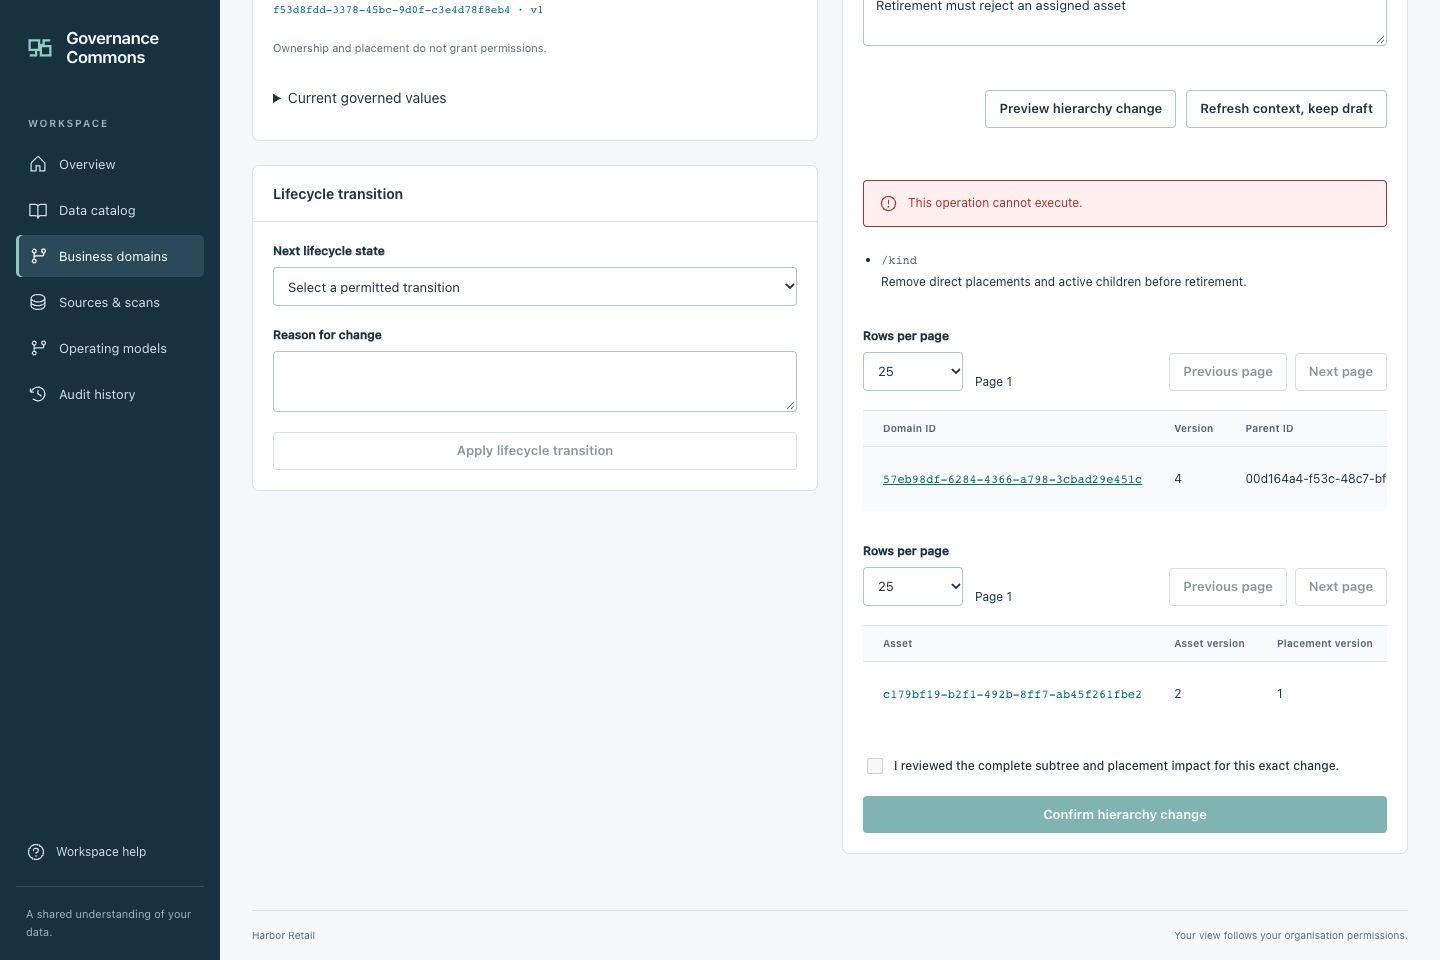 Governance
Commons
WORKSPACE
Overview
Data catalog
Business domains
Sources & scans
Operating models
Audit history
Workspace help
A shared understanding of your
data.
f53d8fdd-3378-45bc-9d0f-c3e4d78f8eb4 · v1
Ownership and placement do not grant permissions.
Current governed values
Lifecycle transition
Next lifecycle state
Select a permitted transition
Reason for change
Apply lifecycle transition
Retirement must reject an assigned asset
Preview hierarchy change
Refresh context, keep draft
This operation cannot execute.
/kind
Remove direct placements and active children before retirement.
Rows per page
25
Page 1
Previous page
Next page
Domain ID
Version
Parent ID
57eb98df-6284-4366-a798-3cbad29e451c
4
00d164a4-f53c-48c7-bf
Rows per page
25
Page 1
Previous page
Next page
Asset
Asset version
Placement version
c179bf19-b2f1-492b-8ff7-ab45f261fbe2
2
1
I reviewed the complete subtree and placement impact for this exact change.
Confirm hierarchy change
Harbor Retail
Your view follows your organisation permissions.